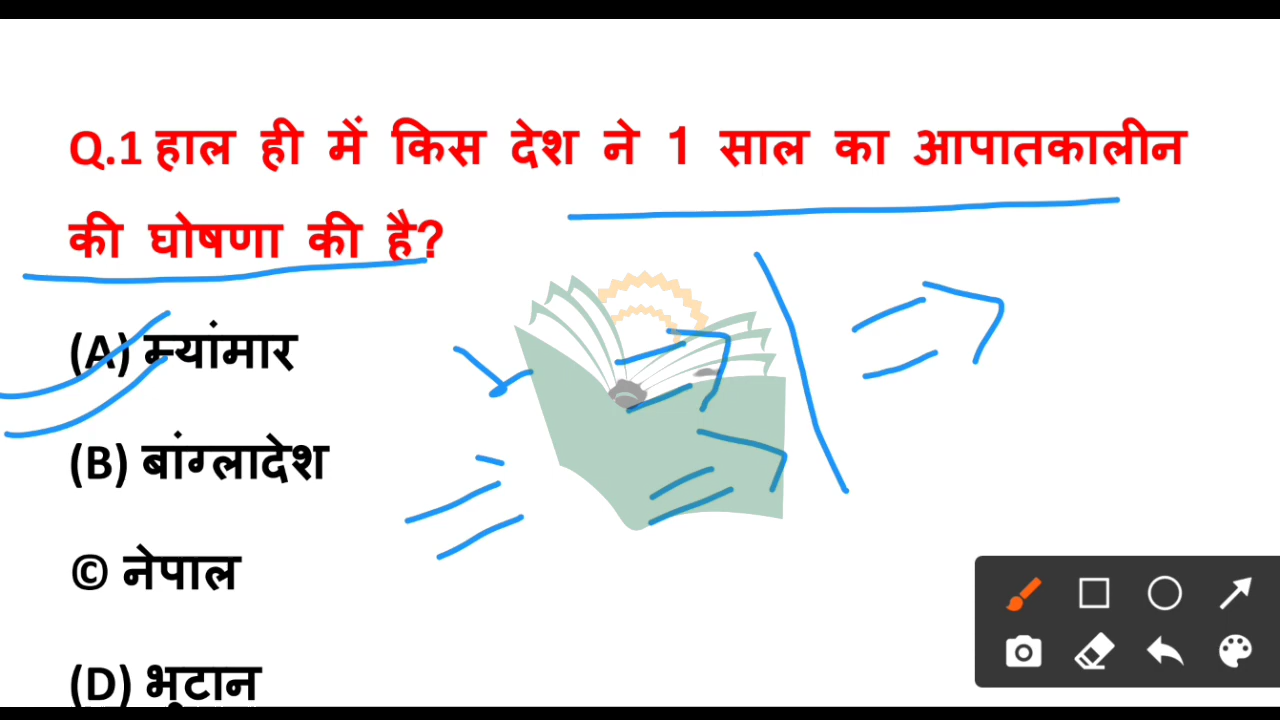 Q.1 हाल ही में किस देश ने 1 साल का आपातकालीन
की घोषणा की है?
(A) म्यांमार
(B) बांग्लादेश
© नेपाल
(D) भूटान